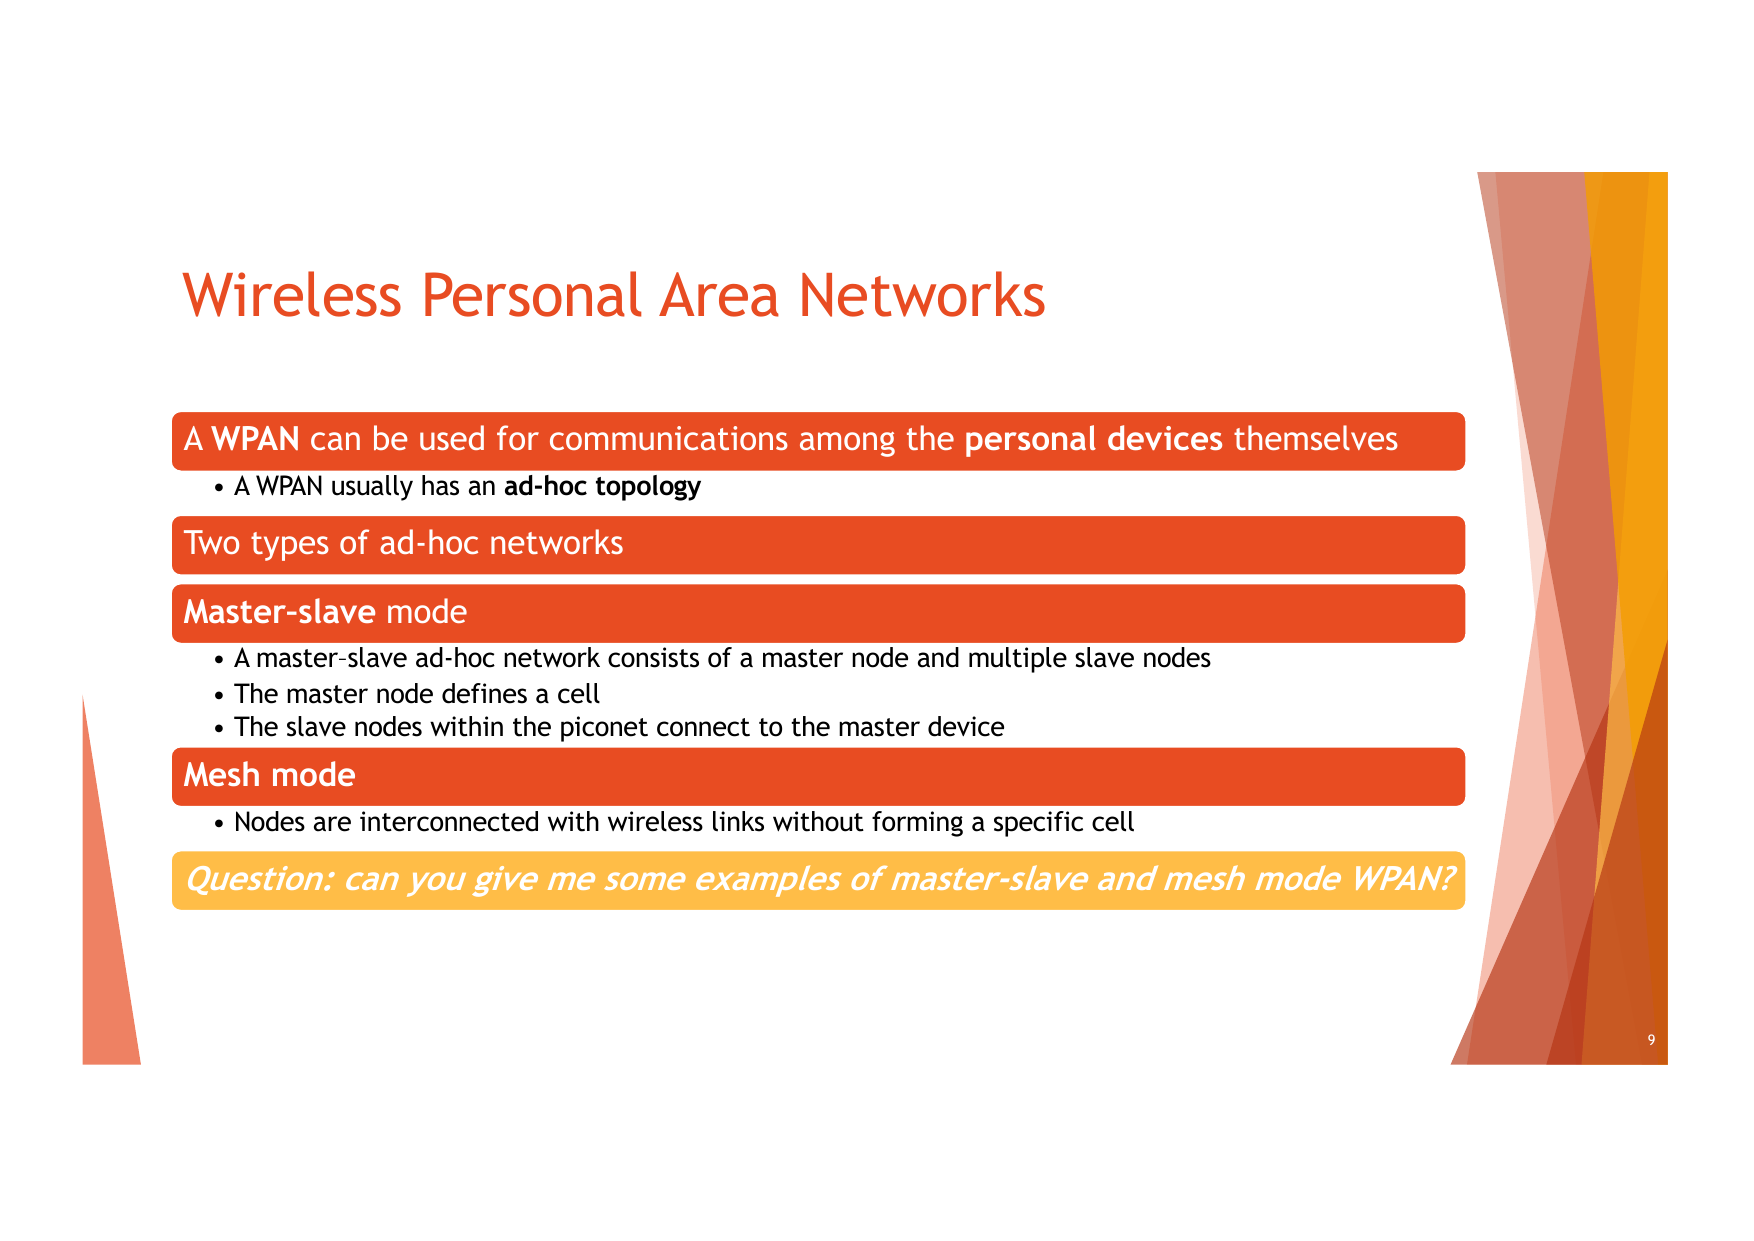 Wireless Personal Area Networks
A WPAN can be used for communications among the personal devices themselves
• A WPAN usually has an ad-hoc topology
Two types of ad-hoc networks
Master–slave mode
• A master–slave ad-hoc network consists of a master node and multiple slave nodes
• The master node defines a cell
• The slave nodes within the piconet connect to the master device
Mesh mode
• Nodes are interconnected with wireless links without forming a specific cell
Question: can you give me some examples of master-slave and mesh mode WPAN?
9